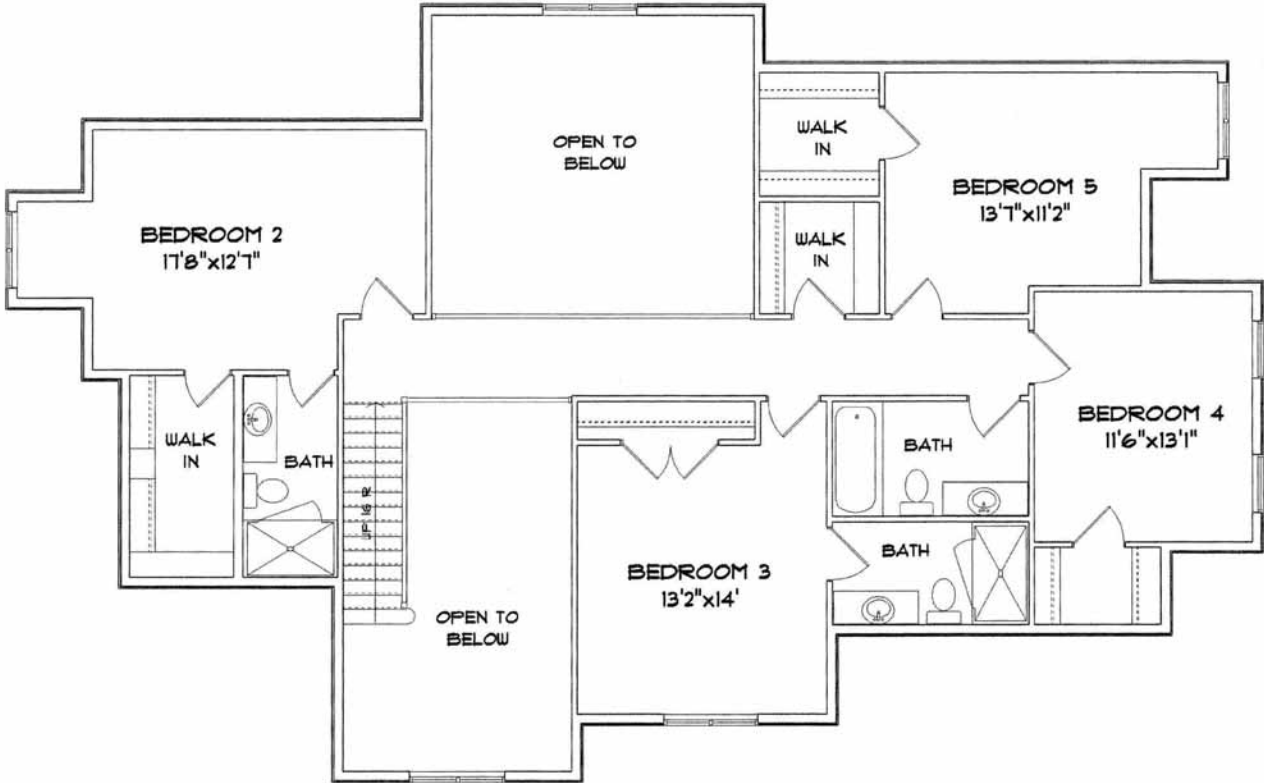 OPEN TO
BELOW
WALK
IN
BEDROOM 5
13'7"x11'2"
BEDROOM 2
17'8"x12'7"
WALK
IN
BEDROOM 4
11'6"x13'1"
WALK
IN
BATH
UP 16 R
BATH
BATH
BEDROOM 3
13'2"x14'
OPEN TO
BELOW